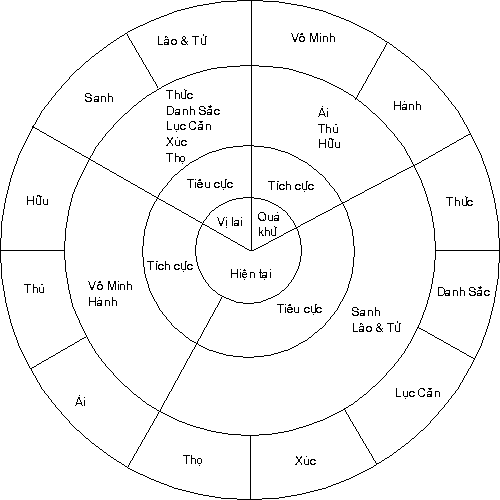 Lão & Tử
Vô Minh
Sanh
Hành
Thức
Danh Sắc
Lục Căn
Xúc
Thọ
Ái
Thủ
Hữu
Tiêu cực
Tích cực
Hữu
Vị lai
Quá
khứ
Thức
Tích cực
Hiện tại
Thủ
Vô Minh
Hành
Danh Sắc
Tiêu cực
Sanh
Lão & Tử
Ái
Lục Căn
Thọ
Xúc